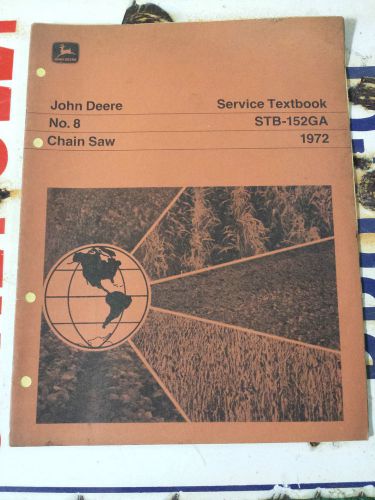 JOHN DEERE
John Deere Service Textbook
No. 8 STB-152GA
Chain Saw 1972